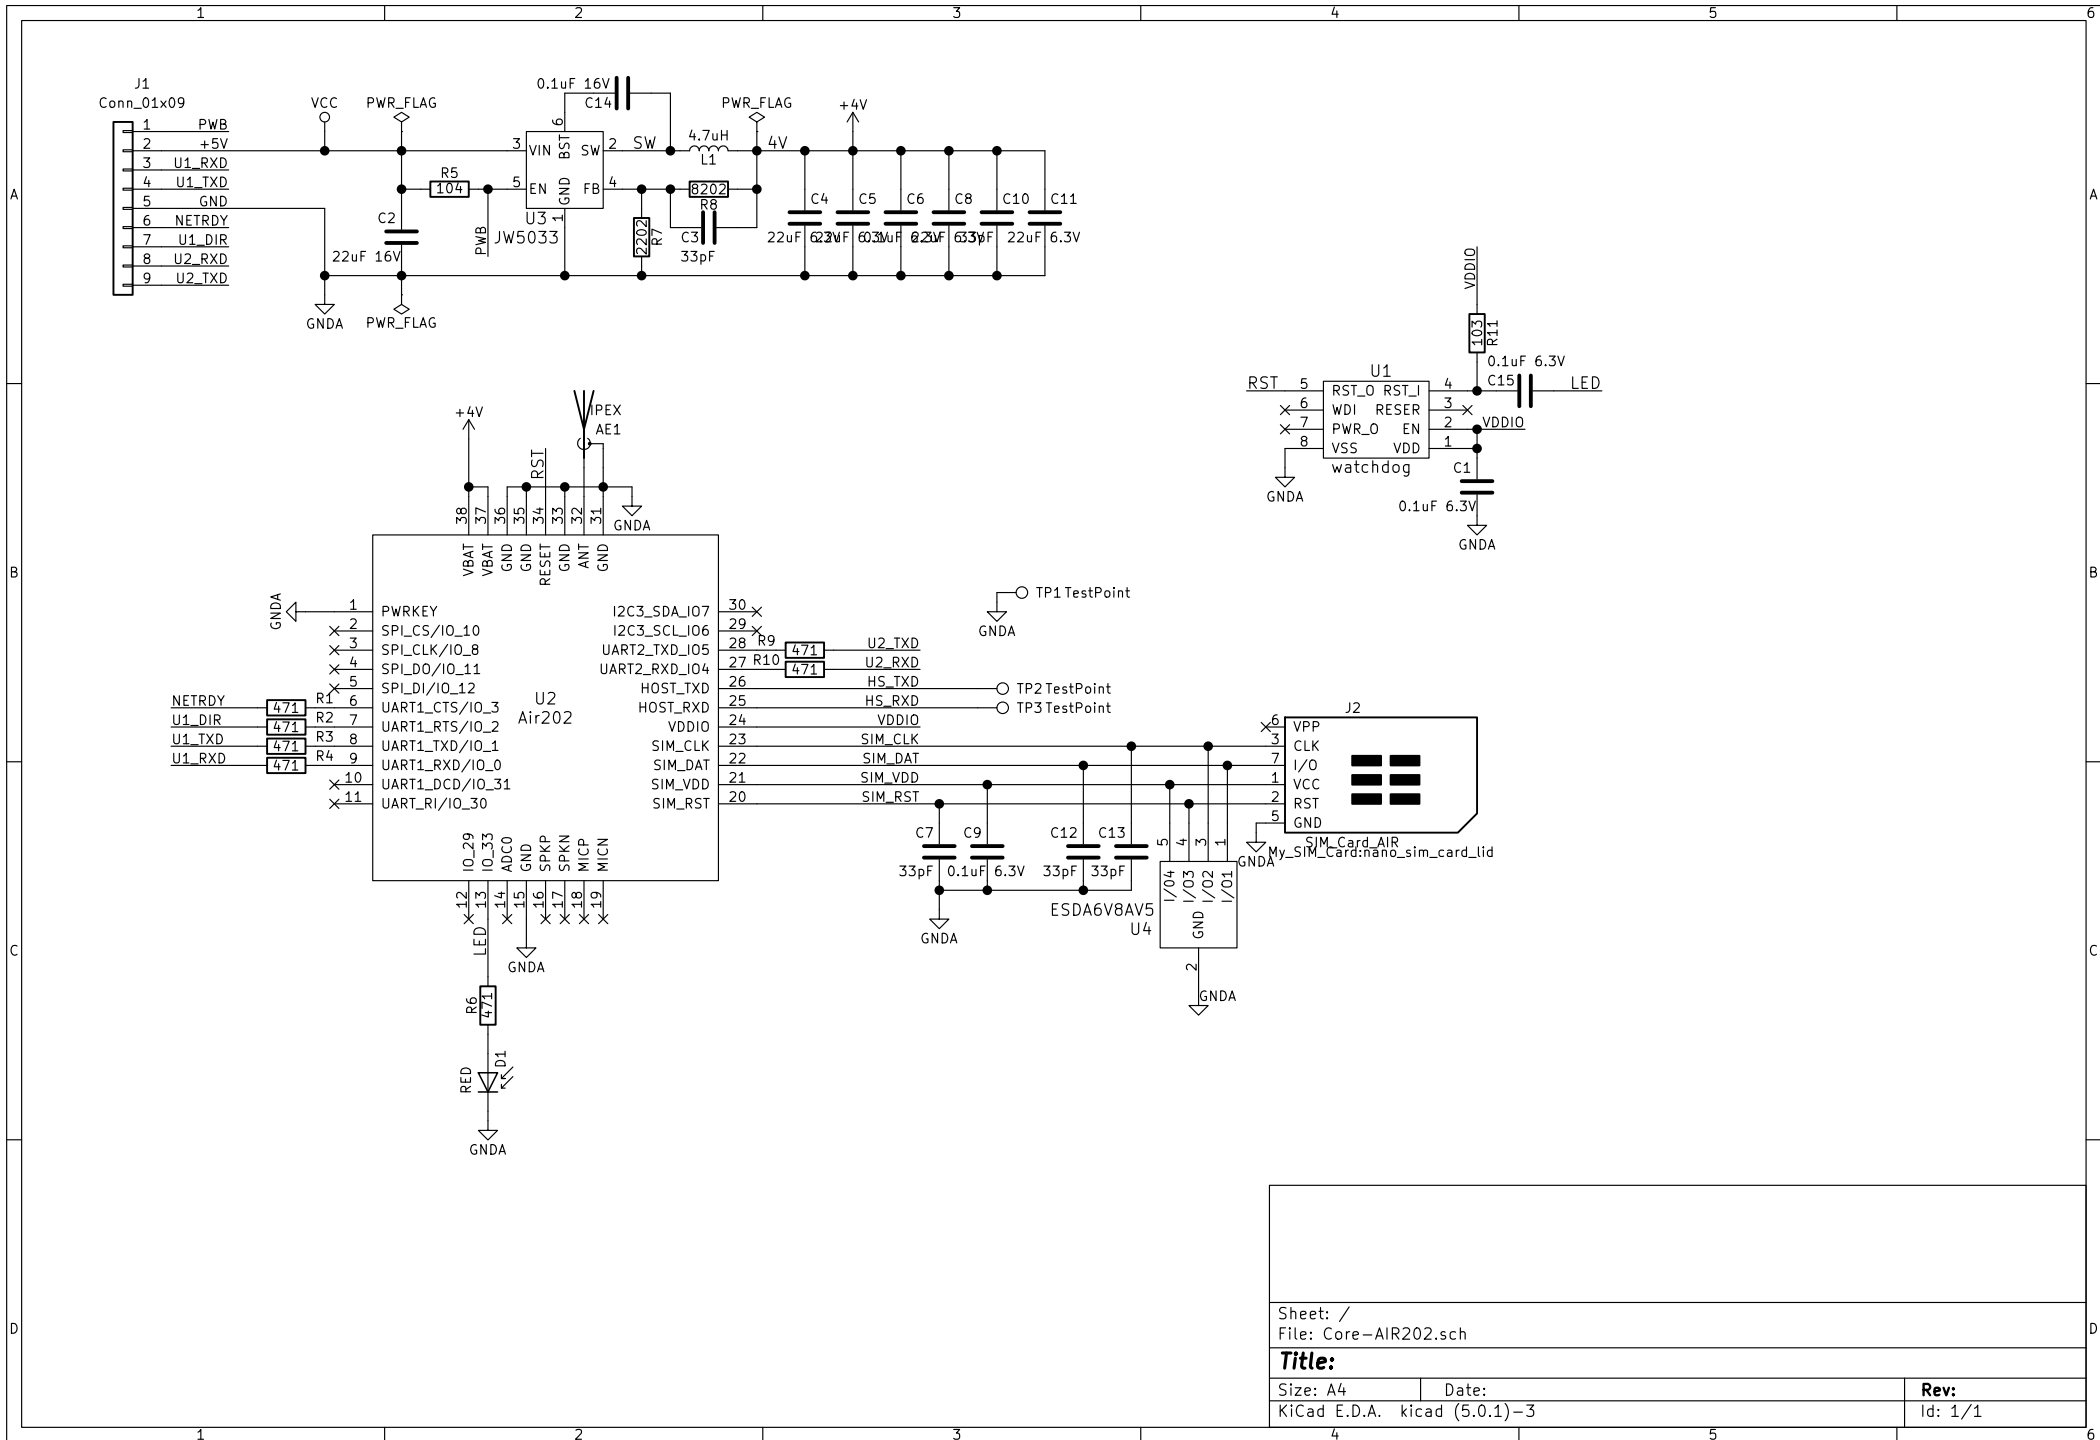 1 2 3 4 5 6
A
B
C
D
J1
Conn_01x09
1 PWB
2 +5V
3 U1_RXD
4 U1_TXD
5 GND
6 NETRDY
7 U1_DIR
8 U2_RXD
9 U2_TXD
VCC
PWR_FLAG
GNDA
PWR_FLAG
C2
22uF 16V
R5
104
PWB
0.1uF 16V
C14
3 VIN
5 EN
6 BST
GND 1
SW 2
FB 4
U3
JW5033
SW
4.7uH
L1
8202
R8
2202
R7
C3
33pF
PWR_FLAG
4V
+4V
C4
C5
C6
C8
C10
C11
22uF 6.3V
VDDIO
103
R11
0.1uF 6.3V
C15
LED
U1
RST
5 RST_O RST_I 4
6 WDI RESER 3
7 PWR_O EN 2
8 VSS VDD 1
VDDIO
watchdog
GNDA
C1
0.1uF 6.3V
GNDA
+4V
IPEX
AE1
RST
GNDA
38 37 36 35 34 33 32 31
VBAT VBAT GND GND RESET GND ANT GND
GNDA
1 PWRKEY
2 SPI_CS/IO_10
3 SPI_CLK/IO_8
4 SPI_DO/IO_11
5 SPI_DI/IO_12
NETRDY 471 R1 6 UART1_CTS/IO_3
U1_DIR 471 R2 7 UART1_RTS/IO_2
U1_TXD 471 R3 8 UART1_TXD/IO_1
U1_RXD 471 R4 9 UART1_RXD/IO_0
10 UART1_DCD/IO_31
11 UART_RI/IO_30
U2
Air202
I2C3_SDA_IO7 30
I2C3_SCL_IO6 29
UART2_TXD_IO5 28 R9 471 U2_TXD
UART2_RXD_IO4 27 R10 471 U2_RXD
HOST_TXD 26 HS_TXD TP2 TestPoint
HOST_RXD 25 HS_RXD TP3 TestPoint
VDDIO 24 VDDIO
SIM_CLK 23 SIM_CLK
SIM_DAT 22 SIM_DAT
SIM_VDD 21 SIM_VDD
SIM_RST 20 SIM_RST
TP1 TestPoint
GNDA
IO_29 IO_33 ADC0 GND SPKP SPKN MICP MICN
12 13 14 15 16 17 18 19
LED
GNDA
R6
471
RED
D1
GNDA
C7
33pF
C9
0.1uF 6.3V
C12
33pF
C13
33pF
GNDA
J2
6 VPP
3 CLK
7 I/O
1 VCC
2 RST
5 GND
SIM_Card_AIR
My_SIM_Card:nano_sim_card_lid
GNDA
5 4 3 1
I/O4 I/O3 I/O2 I/O1
GND
ESDA6V8AV5
U4
2
GNDA
Sheet: /
File: Core-AIR202.sch
Title:
Size: A4 Date: Rev:
KiCad E.D.A. kicad (5.0.1)-3 Id: 1/1
A
B
C
D
1 2 3 4 5 6